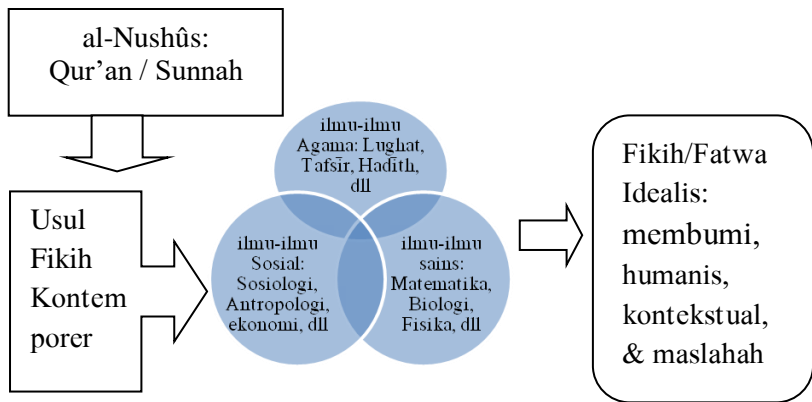 al-Nushûs:
Qur’an / Sunnah
Usul
Fikih
Kontem
porer
ilmu-ilmu
Agama: Lughat,
Tafsīr, Hadīth,
dll
ilmu-ilmu
Sosial:
Sosiologi,
Antropologi,
ekonomi, dll
ilmu-ilmu
sains:
Matematika,
Biologi,
Fisika, dll
Fikih/Fatwa
Idealis:
membumi,
humanis,
kontekstual,
& maslahah